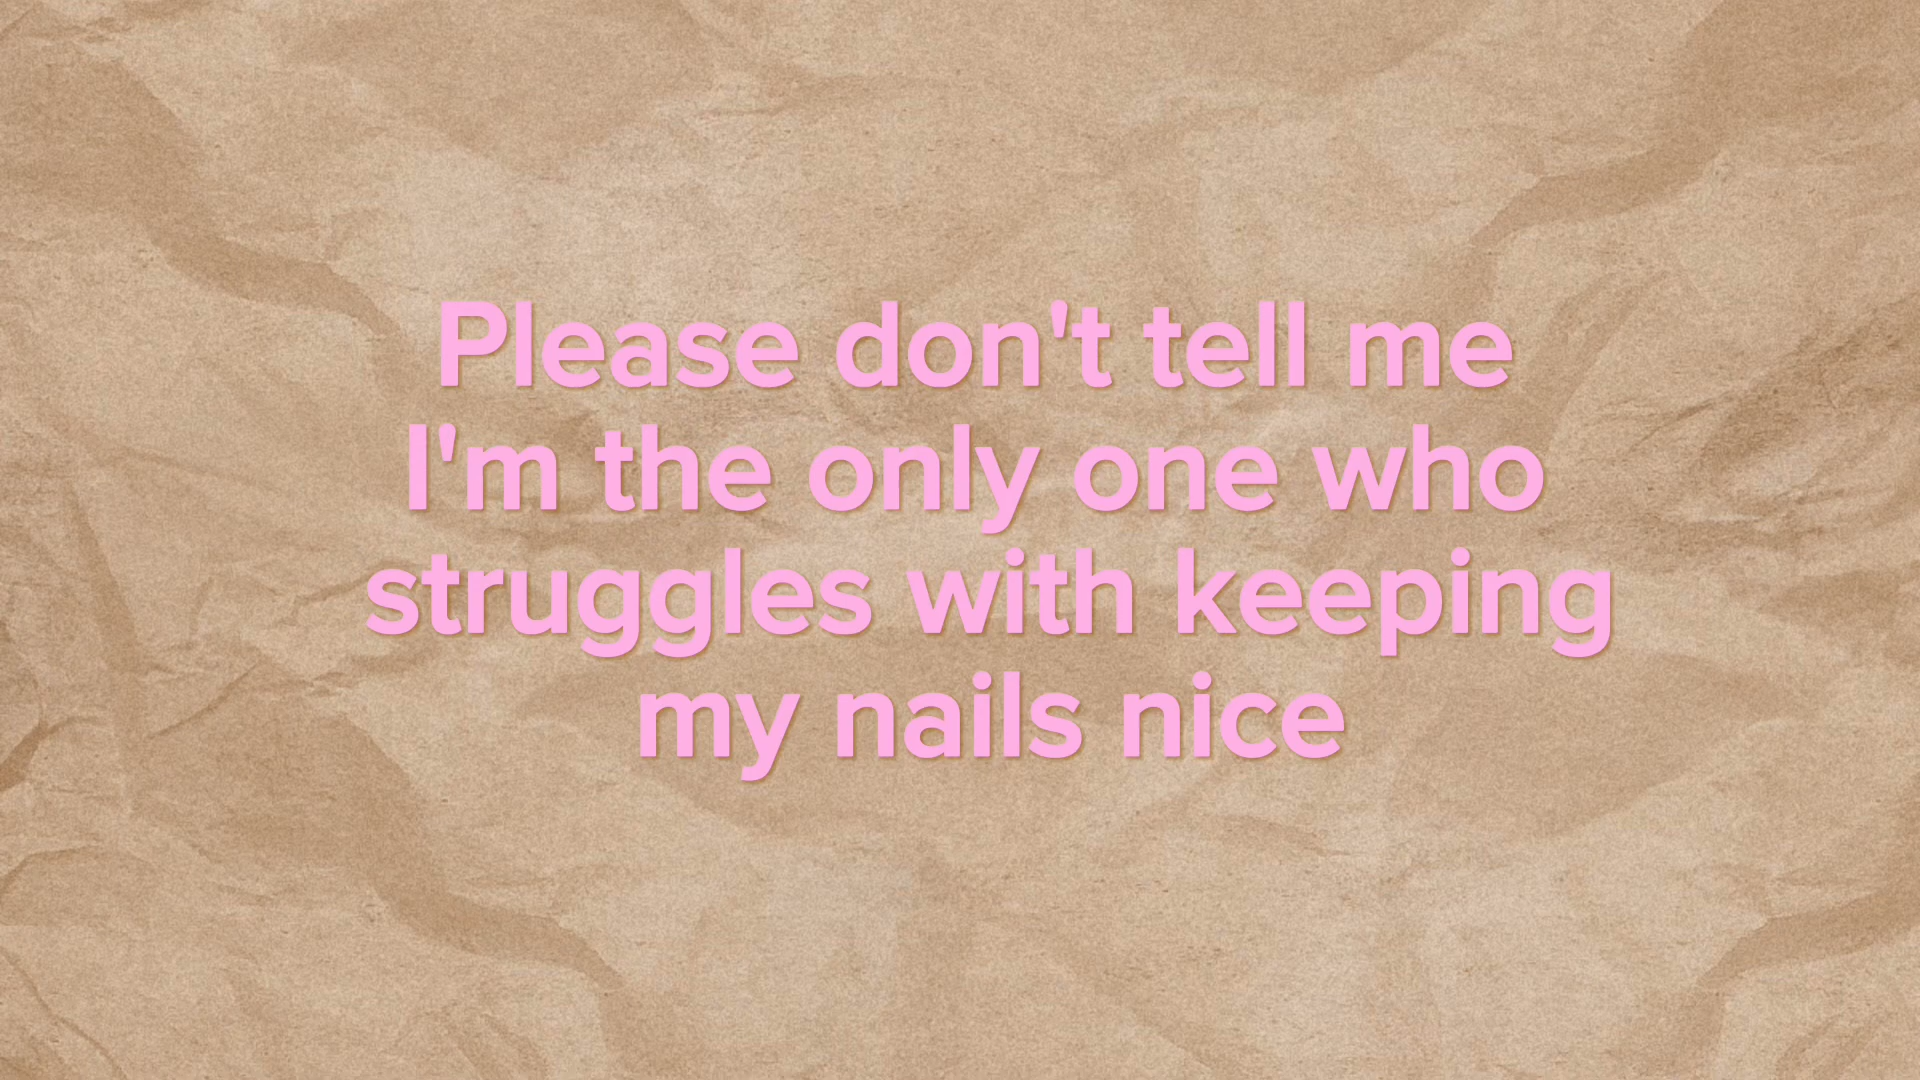 Please don't tell me
I'm the only one who
struggles with keeping
my nails nice